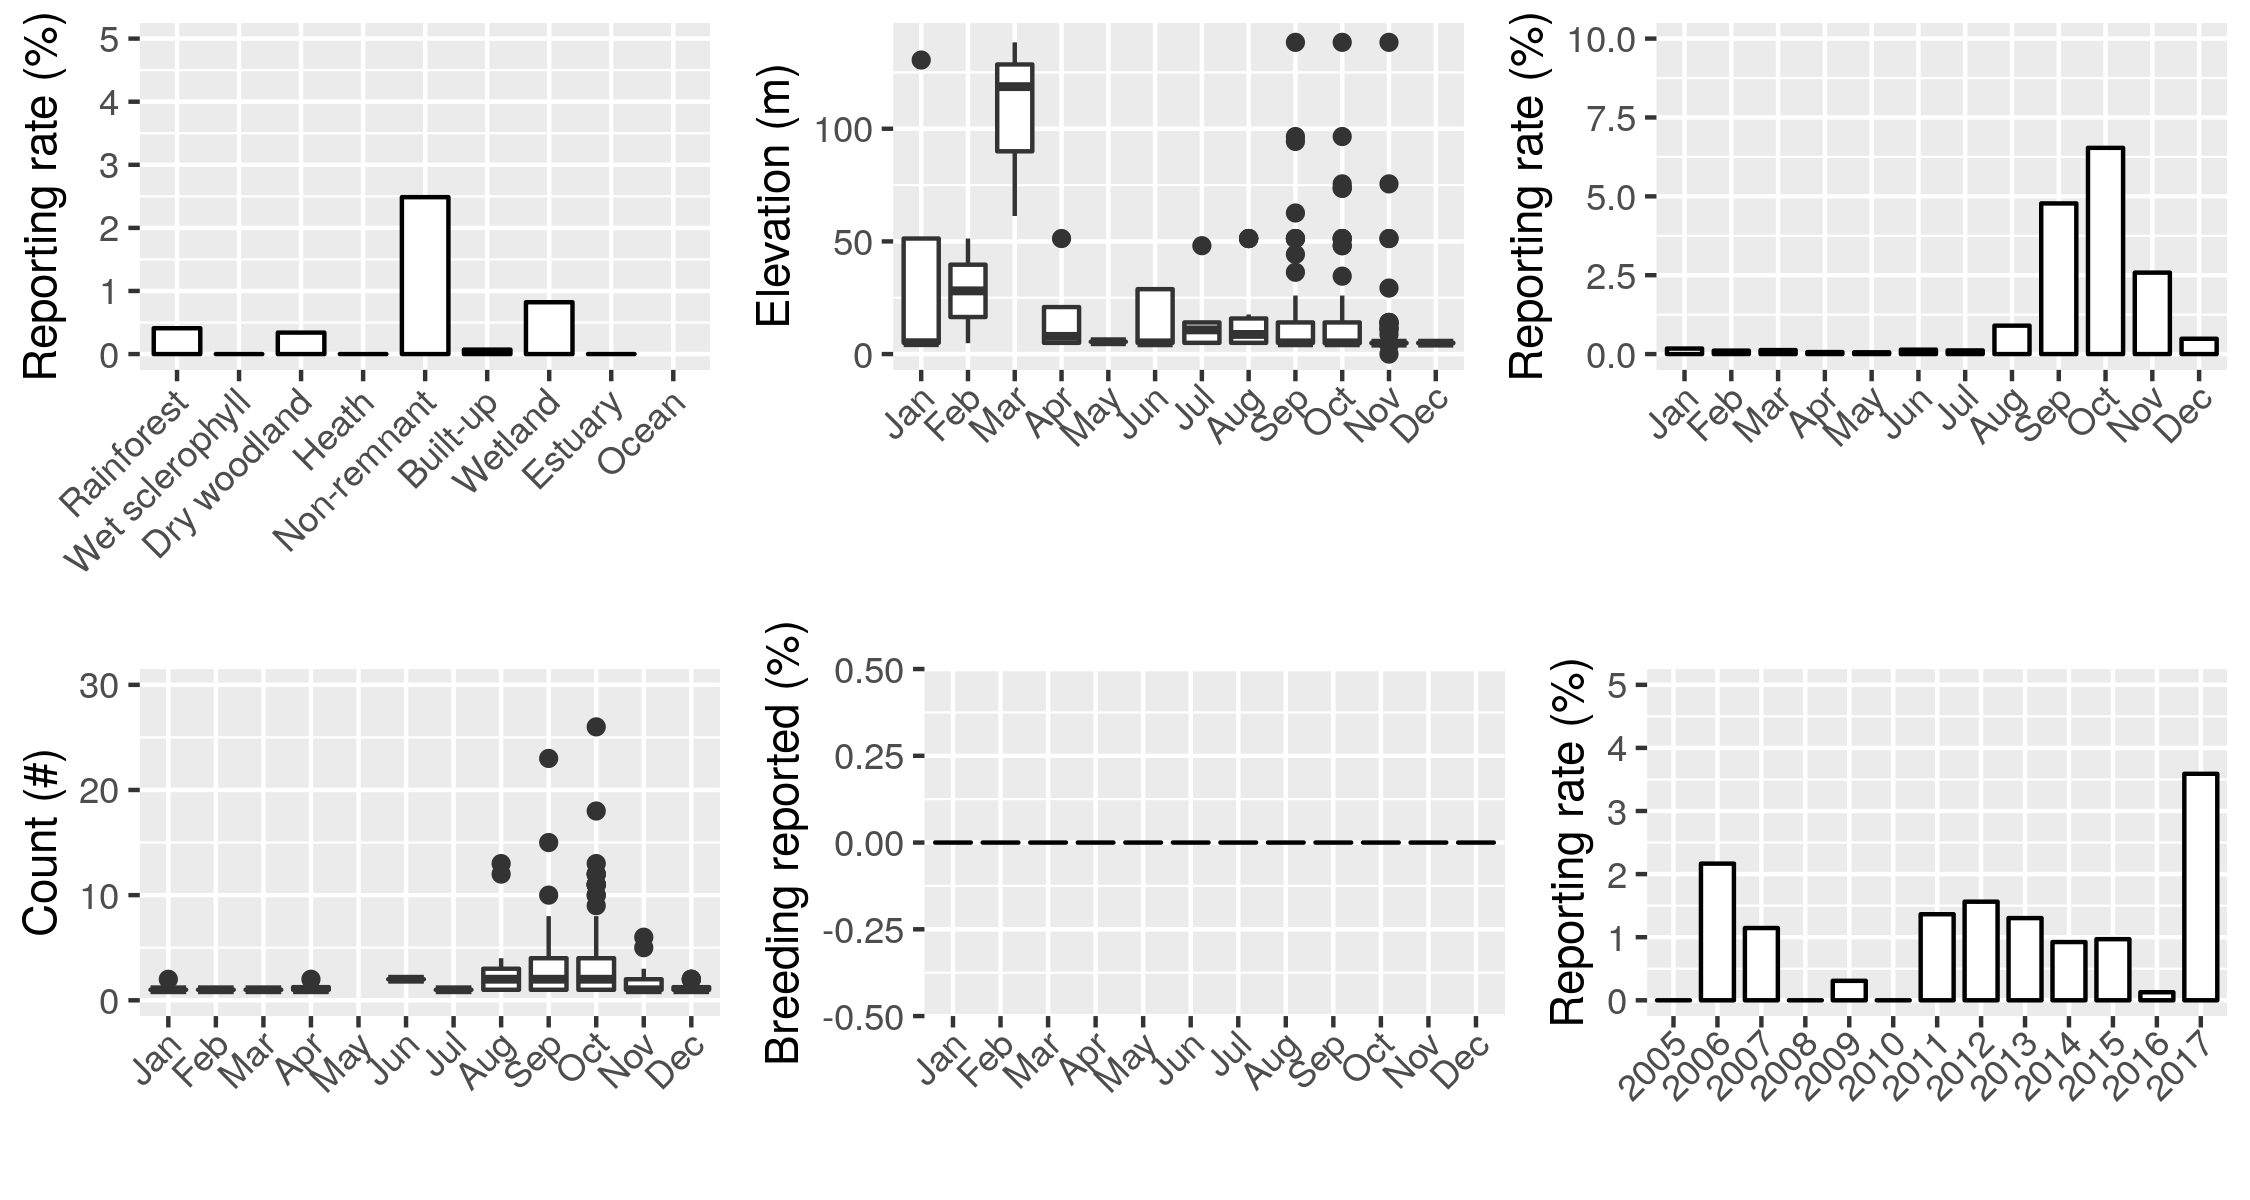 Reporting rate (%)
5
4
3
2
1
0
Rainforest
Wet sclerophyll
Dry woodland
Heath
Non-remnant
Built-up
Wetland
Estuary
Ocean
Elevation (m)
100
50
0
Jan
Feb
Mar
Apr
May
Jun
Jul
Aug
Sep
Oct
Nov
Dec
Reporting rate (%)
10.0
7.5
5.0
2.5
0.0
Jan
Feb
Mar
Apr
May
Jun
Jul
Aug
Sep
Oct
Nov
Dec
Count (#)
30
20
10
0
Jan
Feb
Mar
Apr
May
Jun
Jul
Aug
Sep
Oct
Nov
Dec
Breeding reported (%)
0.50
0.25
0.00
-0.25
-0.50
Jan
Feb
Mar
Apr
May
Jun
Jul
Aug
Sep
Oct
Nov
Dec
Reporting rate (%)
5
4
3
2
1
0
2005
2006
2007
2008
2009
2010
2011
2012
2013
2014
2015
2016
2017